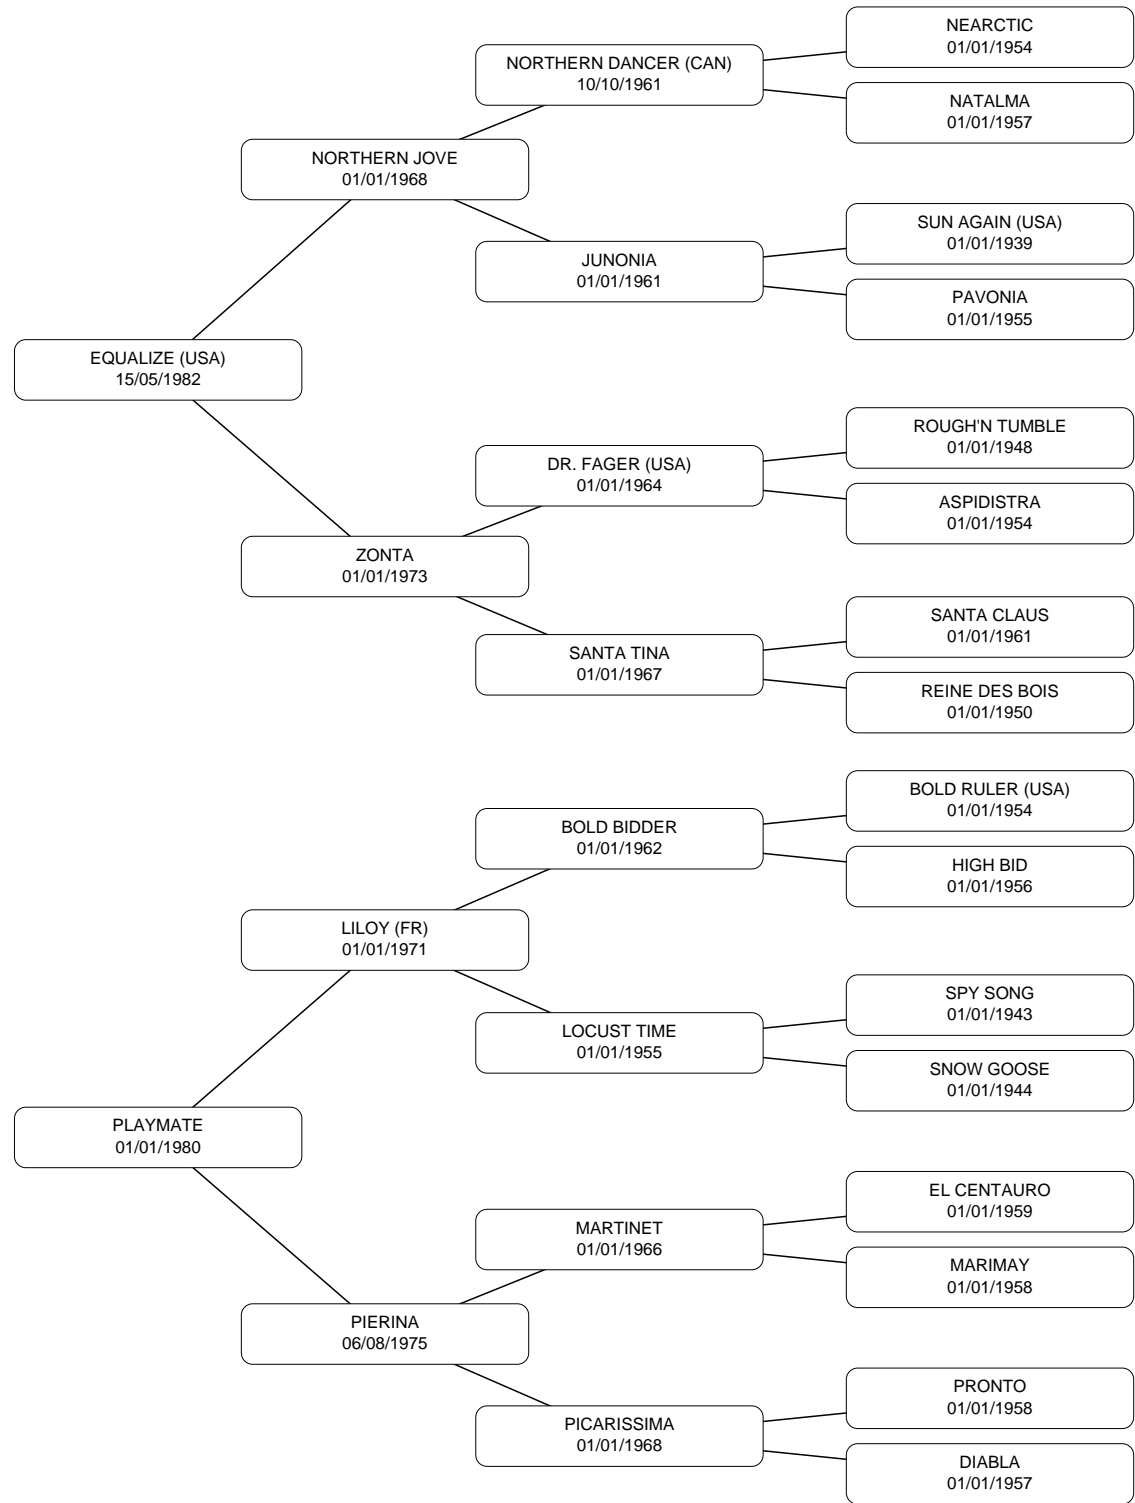 NEARCTIC
01/01/1954
NORTHERN DANCER (CAN)
10/10/1961
NATALMA
01/01/1957
NORTHERN JOVE
01/01/1968
SUN AGAIN (USA)
01/01/1939
JUNONIA
01/01/1961
PAVONIA
01/01/1955
EQUALIZE (USA)
15/05/1982
ROUGH'N TUMBLE
01/01/1948
DR. FAGER (USA)
01/01/1964
ASPIDISTRA
01/01/1954
ZONTA
01/01/1973
SANTA CLAUS
01/01/1961
SANTA TINA
01/01/1967
REINE DES BOIS
01/01/1950
BOLD RULER (USA)
01/01/1954
BOLD BIDDER
01/01/1962
HIGH BID
01/01/1956
LILOY (FR)
01/01/1971
SPY SONG
01/01/1943
LOCUST TIME
01/01/1955
SNOW GOOSE
01/01/1944
PLAYMATE
01/01/1980
EL CENTAURO
01/01/1959
MARTINET
01/01/1966
MARIMAY
01/01/1958
PIERINA
06/08/1975
PRONTO
01/01/1958
PICARISSIMA
01/01/1968
DIABLA
01/01/1957